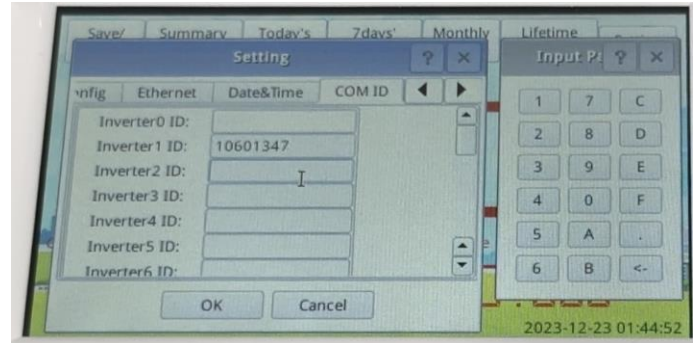 Save/ Summary Today's 7days' Monthly Lifetime
Setting ? ×
Ethernet Date&Time COM ID
Inverter0 ID:
Inverter1 ID: 10601347
Inverter2 ID:
Inverter3 ID:
Inverter4 ID:
Inverter5 ID:
Inverter6 ID:
OK Cancel
Input ? ×
1 7 C
2 8 D
3 9 E
4 0 F
5 A .
6 B <-
2023-12-23 01:44:52